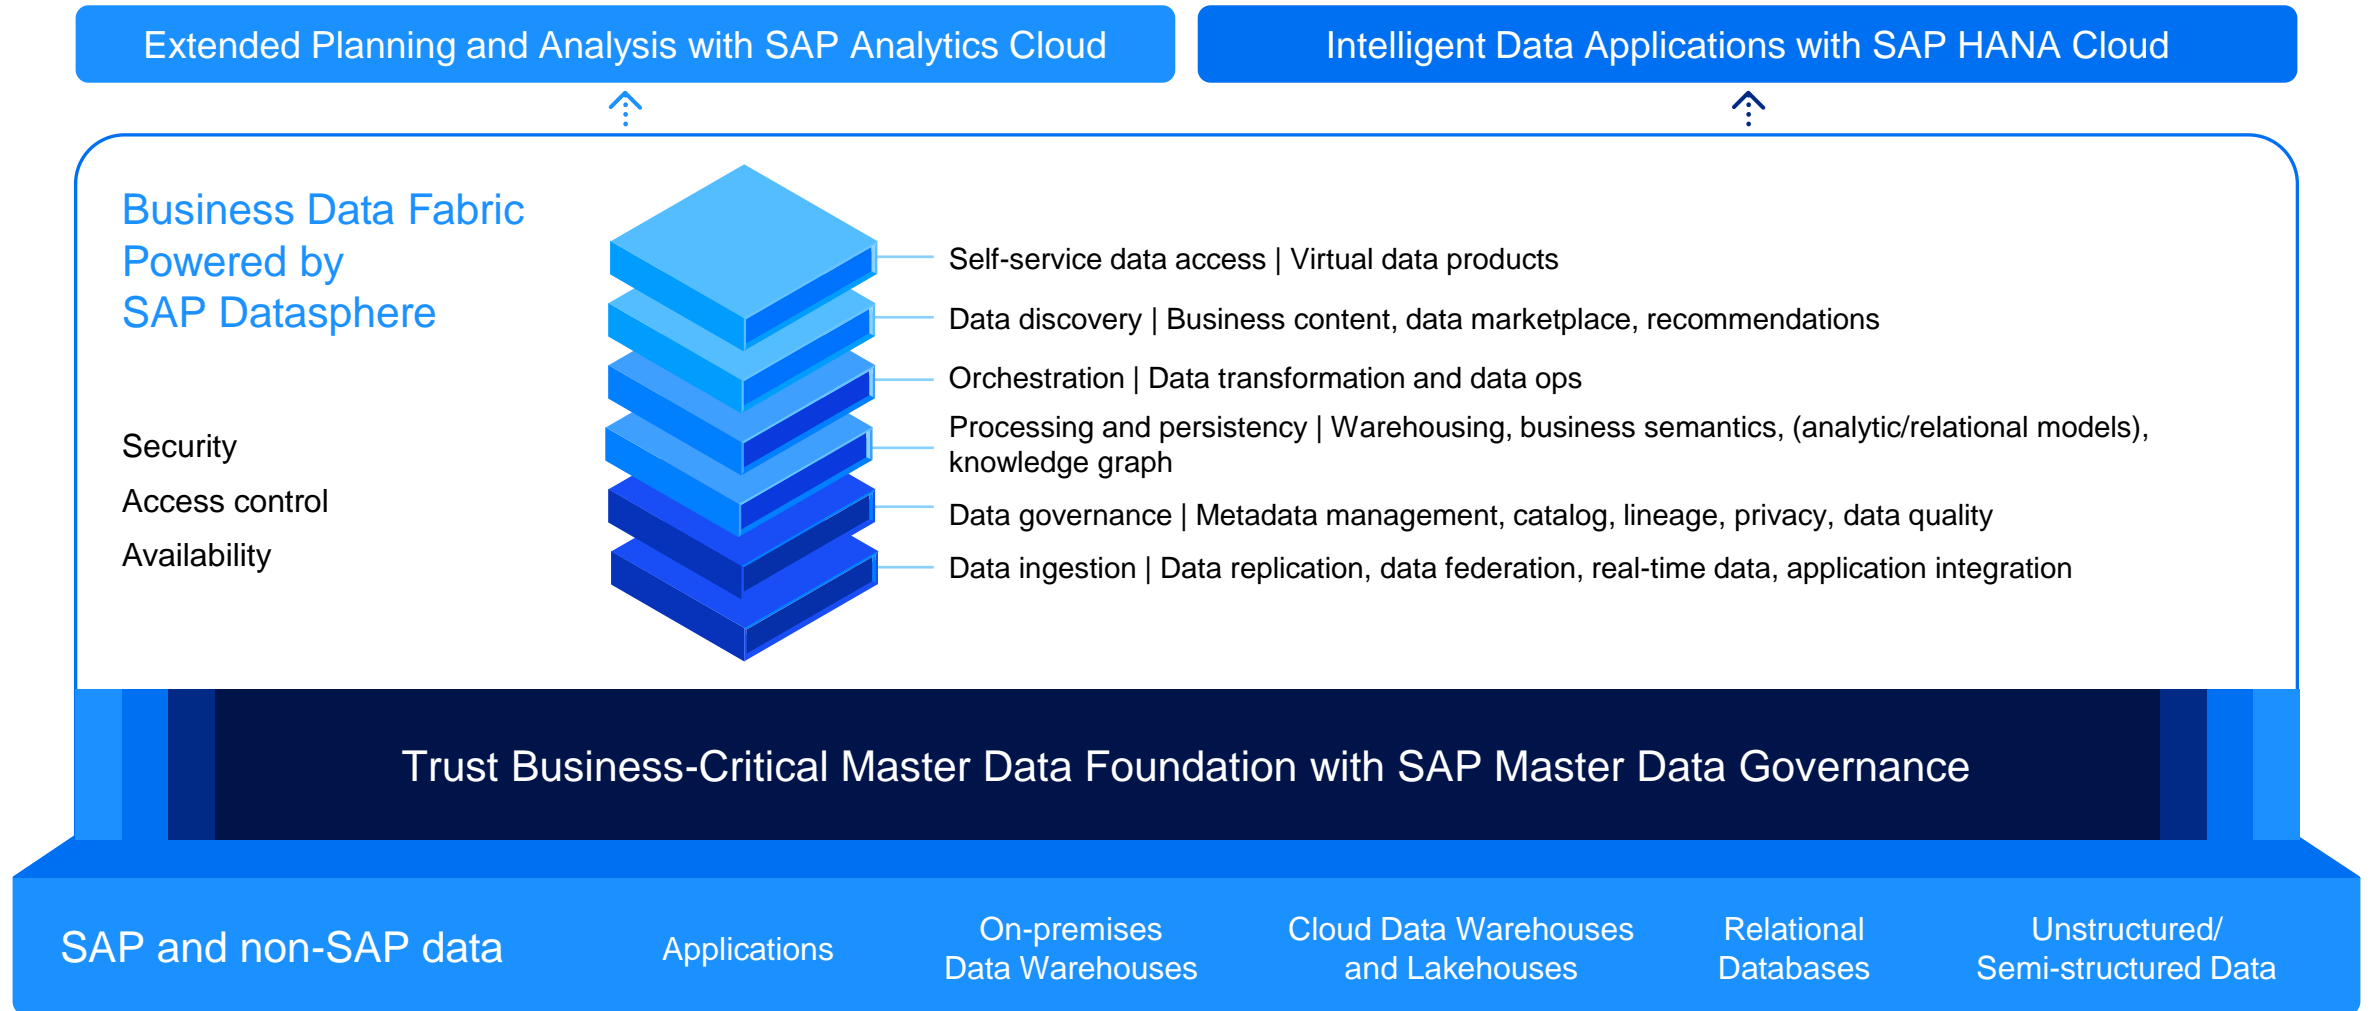 Extended Planning and Analysis with SAP Analytics Cloud
Intelligent Data Applications with SAP HANA Cloud
Business Data Fabric
Powered by
SAP Datasphere
Security
Access control
Availability
Self-service data access | Virtual data products
Data discovery | Business content, data marketplace, recommendations
Orchestration | Data transformation and data ops
Processing and persistency | Warehousing, business semantics, (analytic/relational models),
knowledge graph
Data governance | Metadata management, catalog, lineage, privacy, data quality
Data ingestion | Data replication, data federation, real-time data, application integration
Trust Business-Critical Master Data Foundation with SAP Master Data Governance
SAP and non-SAP data
Applications
On-premises
Data Warehouses
Cloud Data Warehouses
and Lakehouses
Relational
Databases
Unstructured/
Semi-structured Data